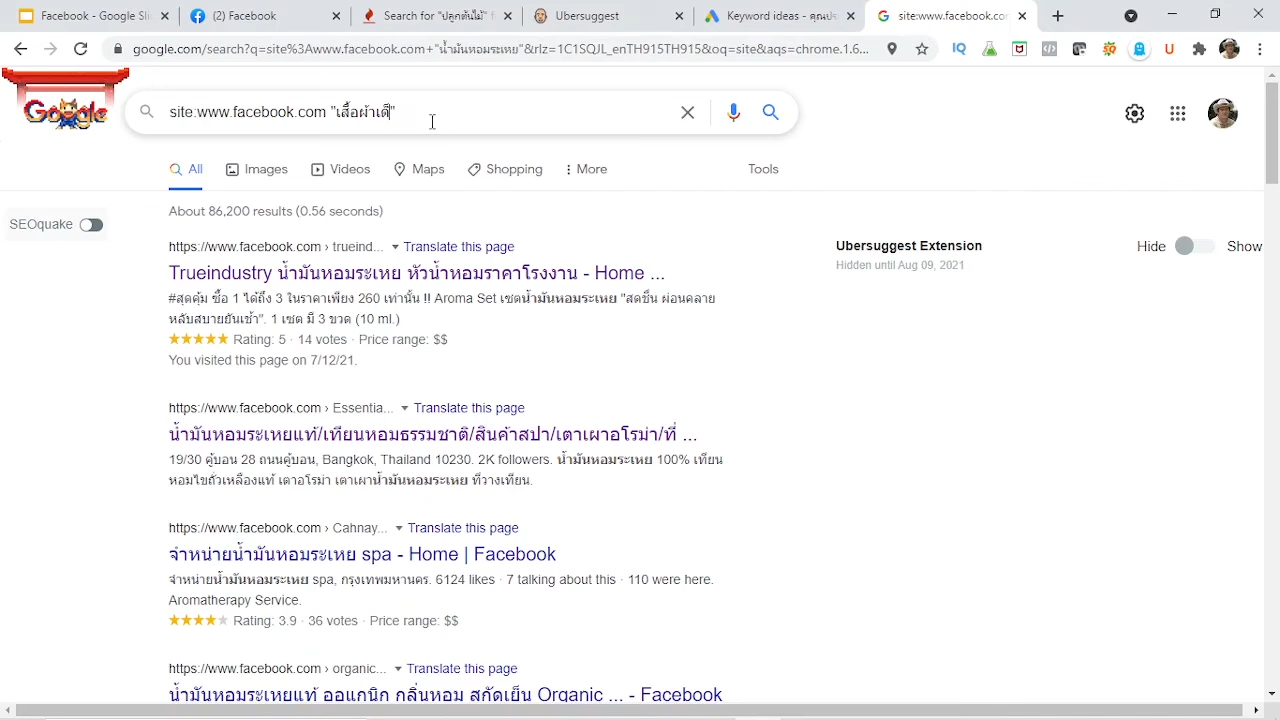 Facebook - Google Sli
(2) Facebook
Search for "ปลูกต้นไม้" f
Ubersuggest
Keyword ideas - คุณปร
site:www.facebook.co
google.com/search?q=site%3Awww.facebook.com+"น้ำมันหอมระเหย"&rlz=1C1SQJL_enTH915TH915&oq=site&aqs=chrome.1.6...
Google
site:www.facebook.com "เสื้อผ้าเด็"
All
Images
Videos
Maps
Shopping
More
Tools
About 86,200 results (0.56 seconds)
SEOquake
https://www.facebook.com › trueind... Translate this page
Trueindustry น้ำมันหอมระเหย หัวน้ำหอมราคาโรงงาน - Home ...
#สุดคุ้ม ซื้อ 1 ได้ถึง 3 ในราคาเพียง 260 เท่านั้น !! Aroma Set เซตน้ำมันหอมระเหย "สดชื่น ผ่อนคลาย
หลับสบายยันเช้า". 1 เซต มี 3 ขวด (10 ml.)
Rating: 5 · 14 votes · Price range: $$
You visited this page on 7/12/21.
Ubersuggest Extension
Hidden until Aug 09, 2021
Hide
Show
https://www.facebook.com › Essentia... Translate this page
น้ำมันหอมระเหยแท้/เทียนหอมธรรมชาติ/สินค้าสปา/เตาเผาอโรม่า/ที่ ...
19/30 คู้บอน 28 ถนนคู้บอน, Bangkok, Thailand 10230. 2K followers. น้ำมันหอมระเหย 100% เทียน
หอมไขถั่วเหลืองแท้ เตาอโรม่า เตาเผาน้ำมันหอมระเหย ที่วางเทียน.
https://www.facebook.com › Cahnay... Translate this page
จำหน่ายน้ำมันหอมระเหย spa - Home | Facebook
จำหน่ายน้ำมันหอมระเหย spa, กรุงเทพมหานคร. 6124 likes · 7 talking about this · 110 were here.
Aromatherapy Service.
Rating: 3.9 · 36 votes · Price range: $$
https://www.facebook.com › organic... Translate this page
น้ำมันหอมระเหยแท้ ออแกนิก กลิ่นหอม สกัดเย็น Organic ... - Facebook